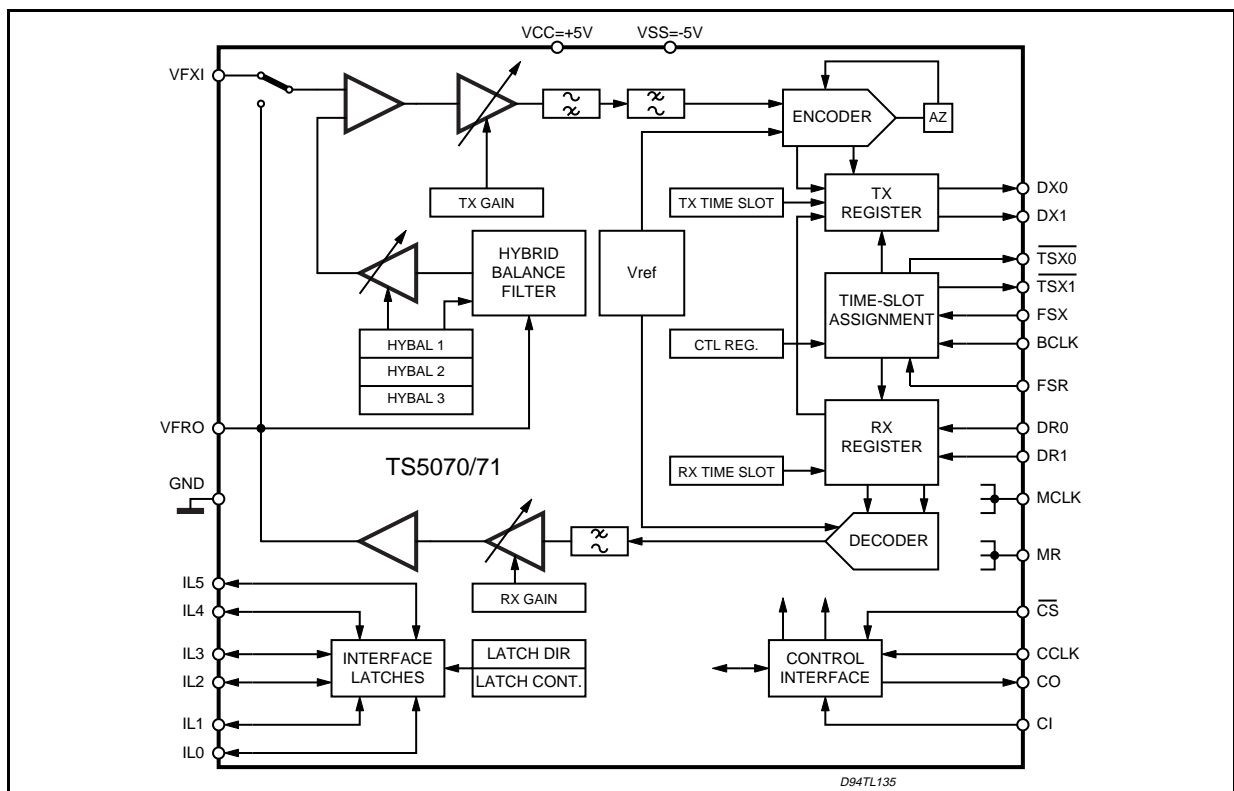 VCC=+5V
VSS=-5V
VFXI
ENCODER
AZ
TX GAIN
TX TIME SLOT
TX
REGISTER
DX0
DX1
HYBRID
BALANCE
FILTER
Vref
TSX0
TSX1
TIME-SLOT
ASSIGNMENT
FSX
BCLK
HYBAL 1
HYBAL 2
HYBAL 3
CTL REG.
FSR
VFRO
RX
REGISTER
DR0
DR1
TS5070/71
RX TIME SLOT
GND
MCLK
DECODER
MR
RX GAIN
IL5
IL4
IL3
IL2
IL1
IL0
INTERFACE
LATCHES
LATCH DIR
LATCH CONT.
CONTROL
INTERFACE
CS
CCLK
CO
CI
D94TL135